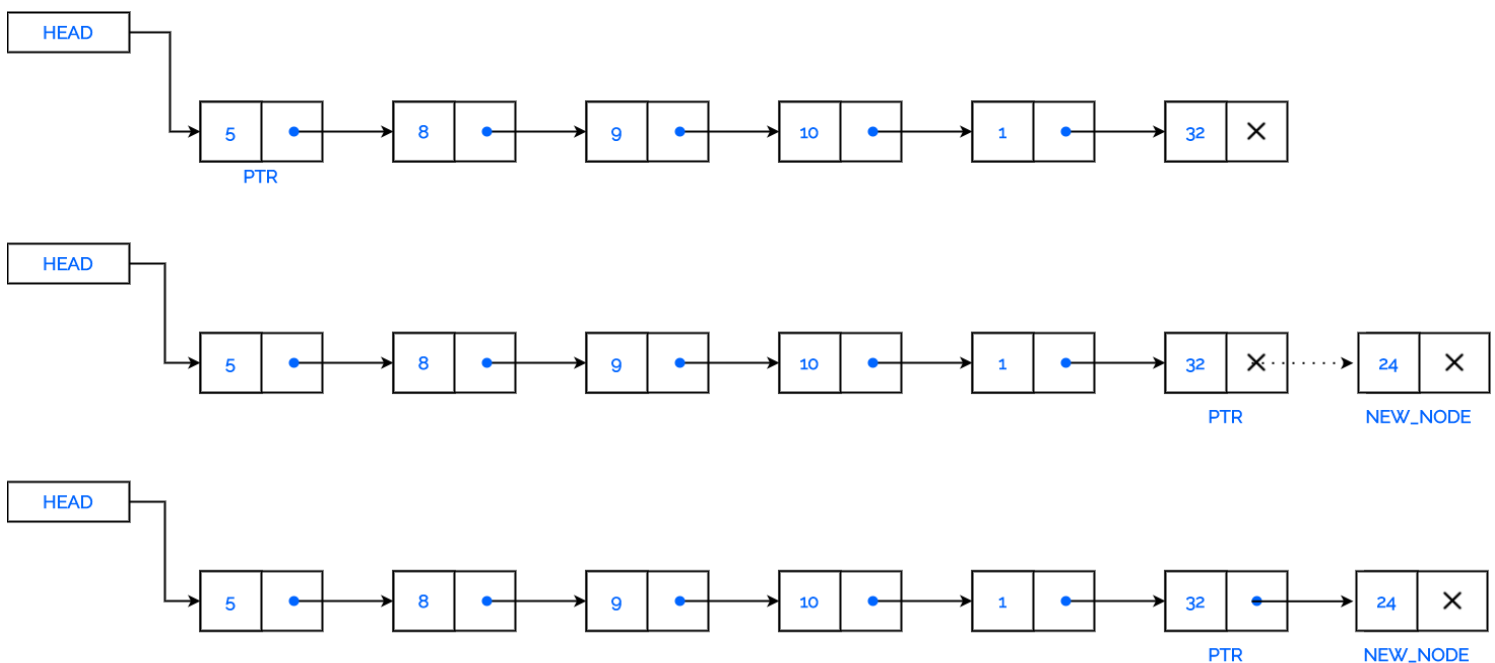 HEAD
5 8 9 10 1 32 X
PTR
HEAD
5 8 9 10 1 32 X 24 X
PTR NEW_NODE
HEAD
5 8 9 10 1 32 24 X
PTR NEW_NODE